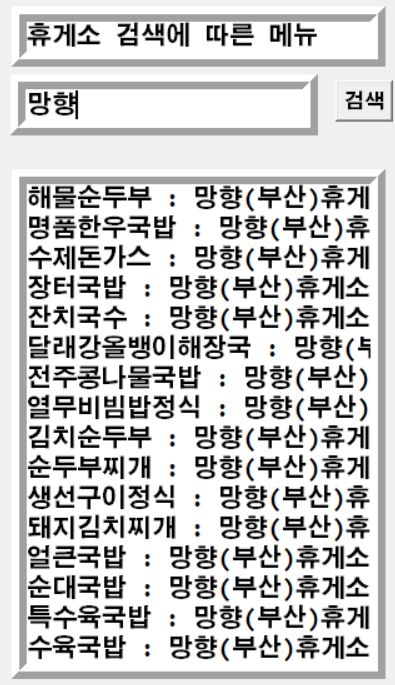 휴게소 검색에 따른 메뉴
망향
검색
해물순두부 : 망향(부산)휴게
명품한우국밥 : 망향(부산)휴
수제돈가스 : 망향(부산)휴게
장터국밥 : 망향(부산)휴게소
잔치국수 : 망향(부산)휴게소
달래강올뱅이해장국 : 망향(부
전주콩나물국밥 : 망향(부산)
열무비빔밥정식 : 망향(부산)
김치순두부 : 망향(부산)휴게
순두부찌개 : 망향(부산)휴게
생선구이정식 : 망향(부산)휴
돼지김치찌개 : 망향(부산)휴
얼큰국밥 : 망향(부산)휴게소
순대국밥 : 망향(부산)휴게소
특수육국밥 : 망향(부산)휴게
수육국밥 : 망향(부산)휴게소